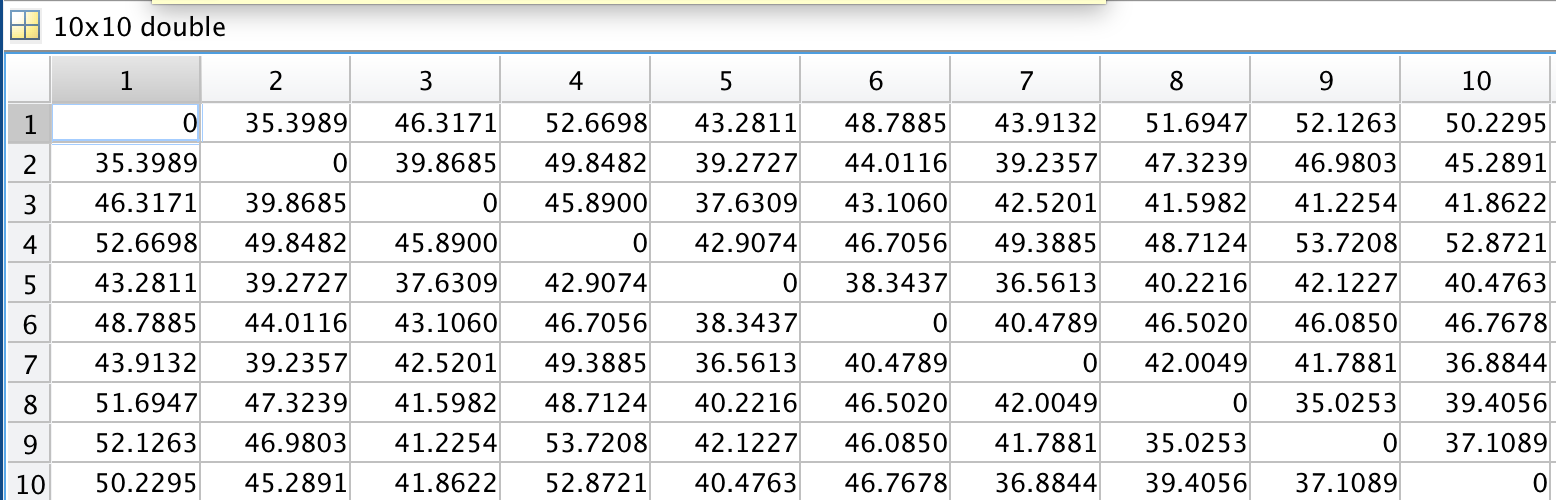 10x10 double
1 2 3 4 5 6 7 8 9 10
1 0 35.3989 46.3171 52.6698 43.2811 48.7885 43.9132 51.6947 52.1263 50.2295
2 35.3989 0 39.8685 49.8482 39.2727 44.0116 39.2357 47.3239 46.9803 45.2891
3 46.3171 39.8685 0 45.8900 37.6309 43.1060 42.5201 41.5982 41.2254 41.8622
4 52.6698 49.8482 45.8900 0 42.9074 46.7056 49.3885 48.7124 53.7208 52.8721
5 43.2811 39.2727 37.6309 42.9074 0 38.3437 36.5613 40.2216 42.1227 40.4763
6 48.7885 44.0116 43.1060 46.7056 38.3437 0 40.4789 46.5020 46.0850 46.7678
7 43.9132 39.2357 42.5201 49.3885 36.5613 40.4789 0 42.0049 41.7881 36.8844
8 51.6947 47.3239 41.5982 48.7124 40.2216 46.5020 42.0049 0 35.0253 39.4056
9 52.1263 46.9803 41.2254 53.7208 42.1227 46.0850 41.7881 35.0253 0 37.1089
10 50.2295 45.2891 41.8622 52.8721 40.4763 46.7678 36.8844 39.4056 37.1089 0